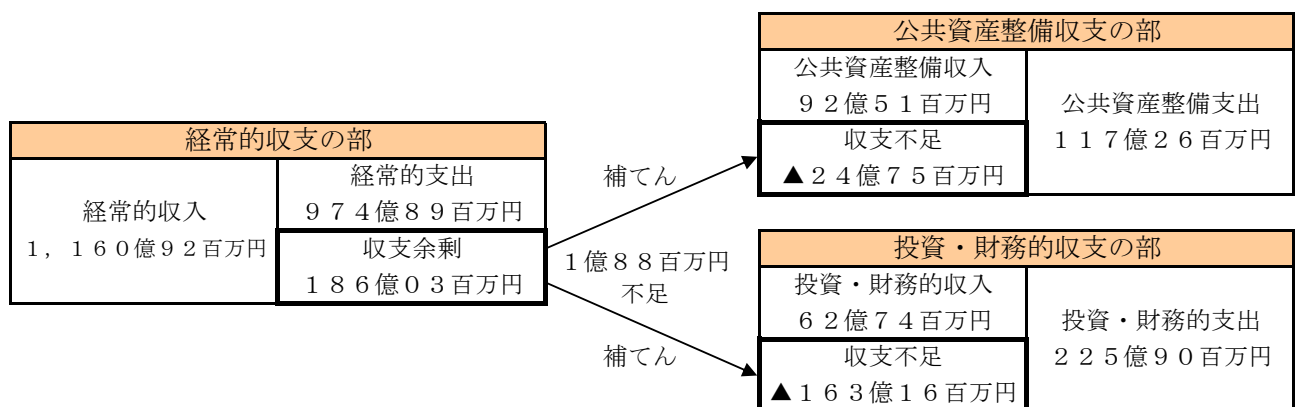 経常的収支の部
経常的収入
１，１６０億９２百万円
経常的支出
９７４億８９百万円
収支余剰
１８６億０３百万円
補てん
１億８８百万円
不足
補てん
公共資産整備収支の部
公共資産整備収入
９２億５１百万円
収支不足
▲２４億７５百万円
公共資産整備支出
１１７億２６百万円
投資・財務的収支の部
投資・財務的収入
６２億７４百万円
収支不足
▲１６３億１６百万円
投資・財務的支出
２２５億９０百万円